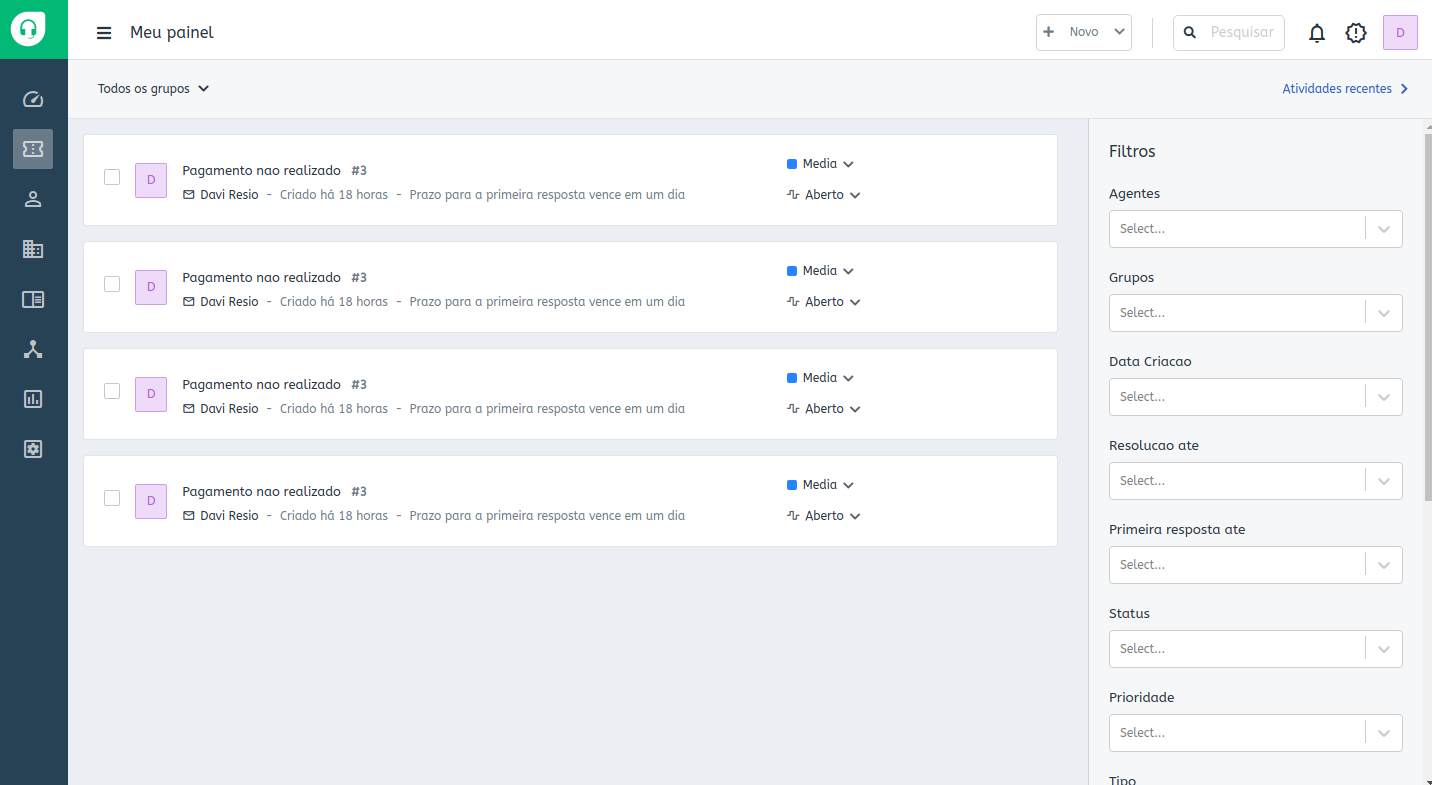 Meu painel
Novo
Pesquisar
D
Todos os grupos
Atividades recentes
D
Pagamento nao realizado #3
Davi Resio - Criado há 18 horas - Prazo para a primeira resposta vence em um dia
Media
Aberto
D
Pagamento nao realizado #3
Davi Resio - Criado há 18 horas - Prazo para a primeira resposta vence em um dia
Media
Aberto
D
Pagamento nao realizado #3
Davi Resio - Criado há 18 horas - Prazo para a primeira resposta vence em um dia
Media
Aberto
D
Pagamento nao realizado #3
Davi Resio - Criado há 18 horas - Prazo para a primeira resposta vence em um dia
Media
Aberto
Filtros
Agentes
Select...
Grupos
Select...
Data Criacao
Select...
Resolucao ate
Select...
Primeira resposta ate
Select...
Status
Select...
Prioridade
Select...
Tipo